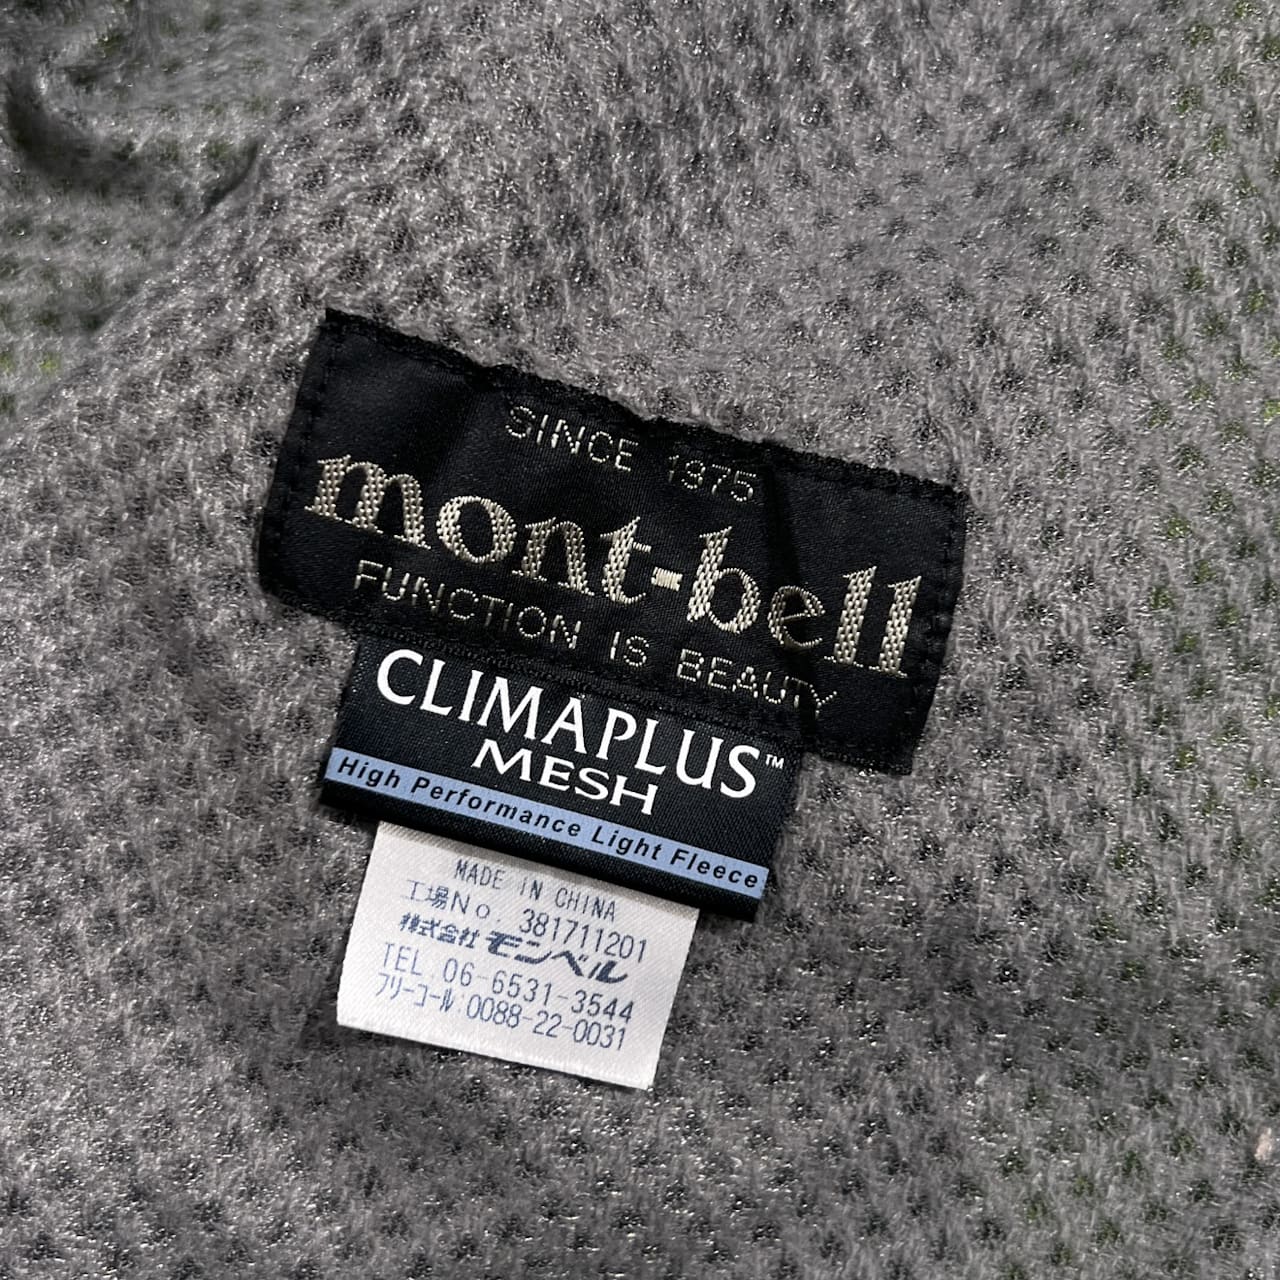 SINCE 1975
mont-bell
FUNCTION IS BEAUTY
CLIMAPLUS™
MESH
High Performance Light Fleece
MADE IN CHINA
工場No. 381711201
株式会社 モンベル
TEL.06-6531-3544
フリーコール:0088-22-0031